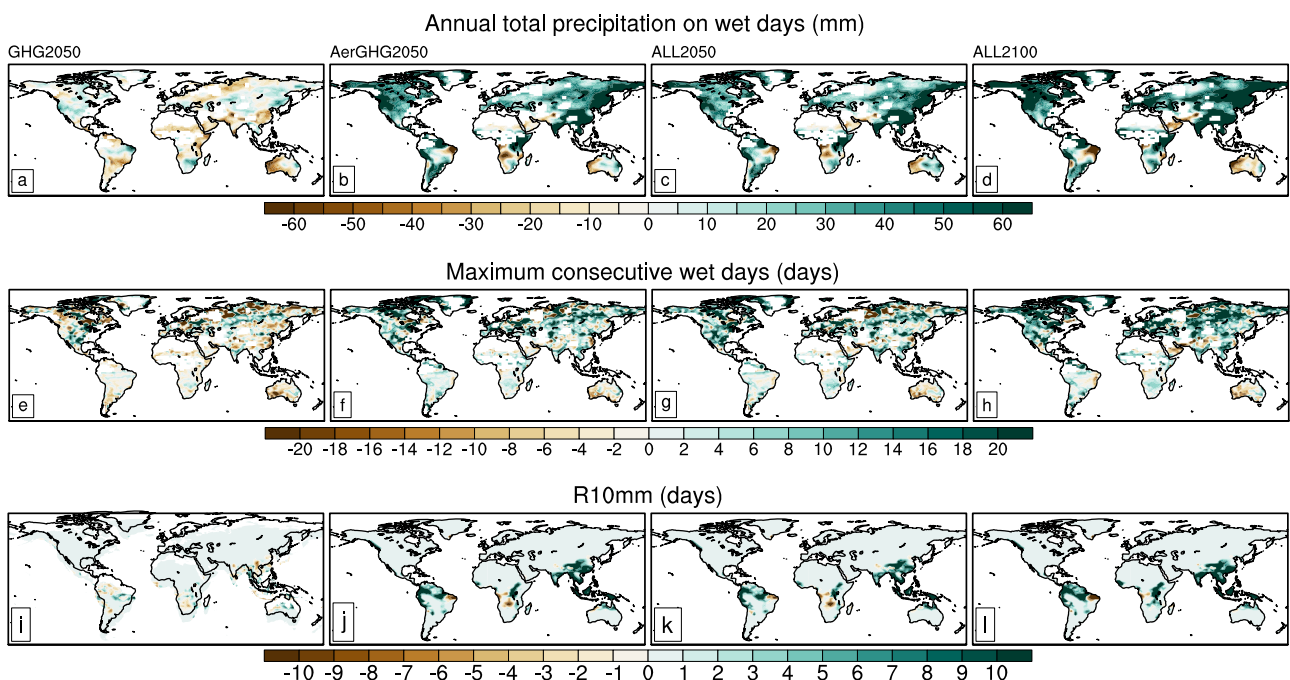 Annual total precipitation on wet days (mm)
GHG2050 AerGHG2050 ALL2050 ALL2100
a b c d
-60 -50 -40 -30 -20 -10 0 10 20 30 40 50 60
Maximum consecutive wet days (days)
e f g h
-20 -18 -16 -14 -12 -10 -8 -6 -4 -2 0 2 4 6 8 10 12 14 16 18 20
R10mm (days)
i j k l
-10 -9 -8 -7 -6 -5 -4 -3 -2 -1 0 1 2 3 4 5 6 7 8 9 10